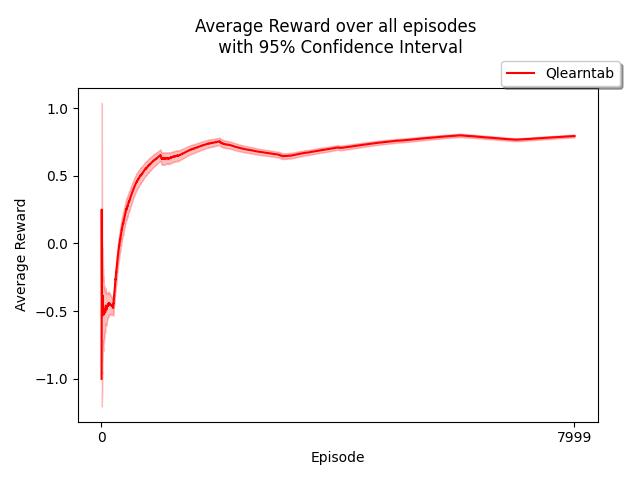 Average Reward over all episodes
with 95% Confidence Interval
Qlearntab
1.0
0.5
0.0
−0.5
−1.0
Average Reward
0
7999
Episode